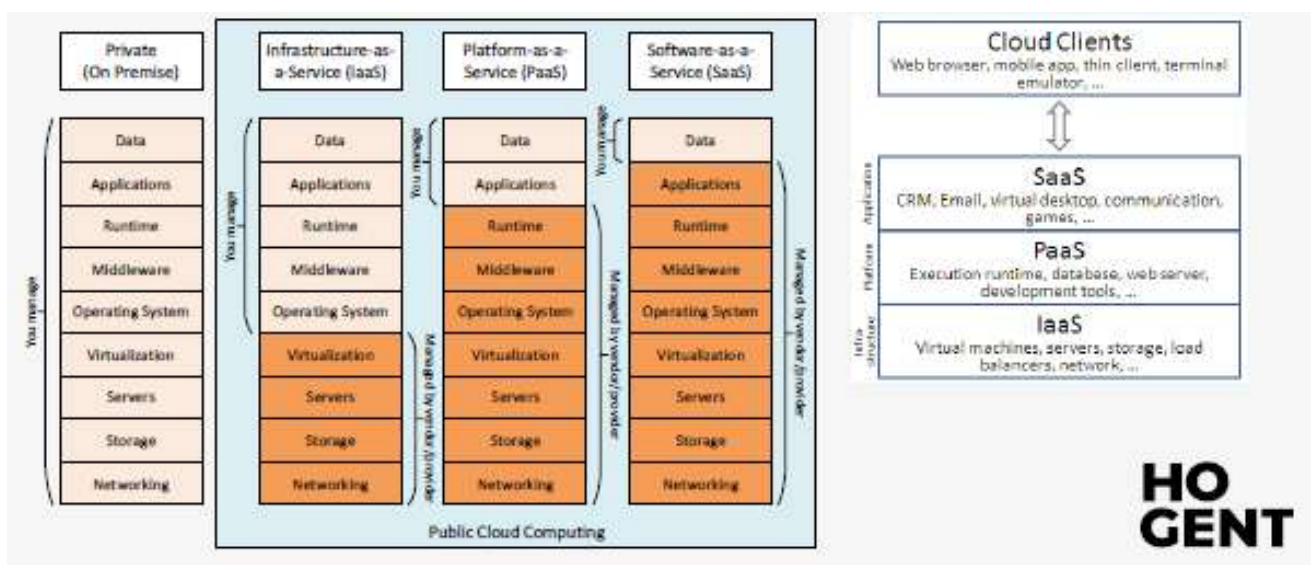 Private
(On Premise)
Infrastructure-as-
a-Service (IaaS)
Platform-as-a-
Service (PaaS)
Software-as-a-
Service (SaaS)
You manage
Data
Applications
Runtime
Middleware
Operating System
Virtualization
Servers
Storage
Networking
You manage
Data
Applications
Runtime
Middleware
Operating System
Virtualization
Servers
Storage
Networking
Managed by vendor/provider
You manage
Data
Applications
Runtime
Middleware
Operating System
Virtualization
Servers
Storage
Networking
Managed by vendor/provider
You manage
Data
Applications
Runtime
Middleware
Operating System
Virtualization
Servers
Storage
Networking
Managed by vendor/provider
Public Cloud Computing
Cloud Clients
Web browser, mobile app, thin client, terminal
emulator, ...
Application
SaaS
CRM, Email, virtual desktop, communication,
games, ...
Platform
PaaS
Execution runtime, database, web server,
development tools, ...
Infra
structure
IaaS
Virtual machines, servers, storage, load
balancers, network, ...
HO
GENT